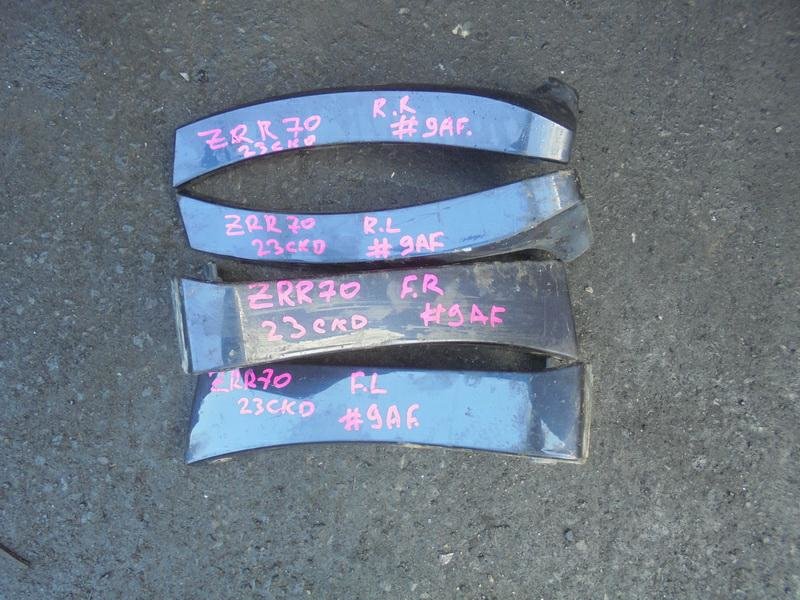 ZRR70 R.R
23CKD #9AF.
ZRR70 R.L
23CKD #9AF
ZRR70 F.R
23CKD #9AF
ZRR70 F.L
23CKD #9AF.